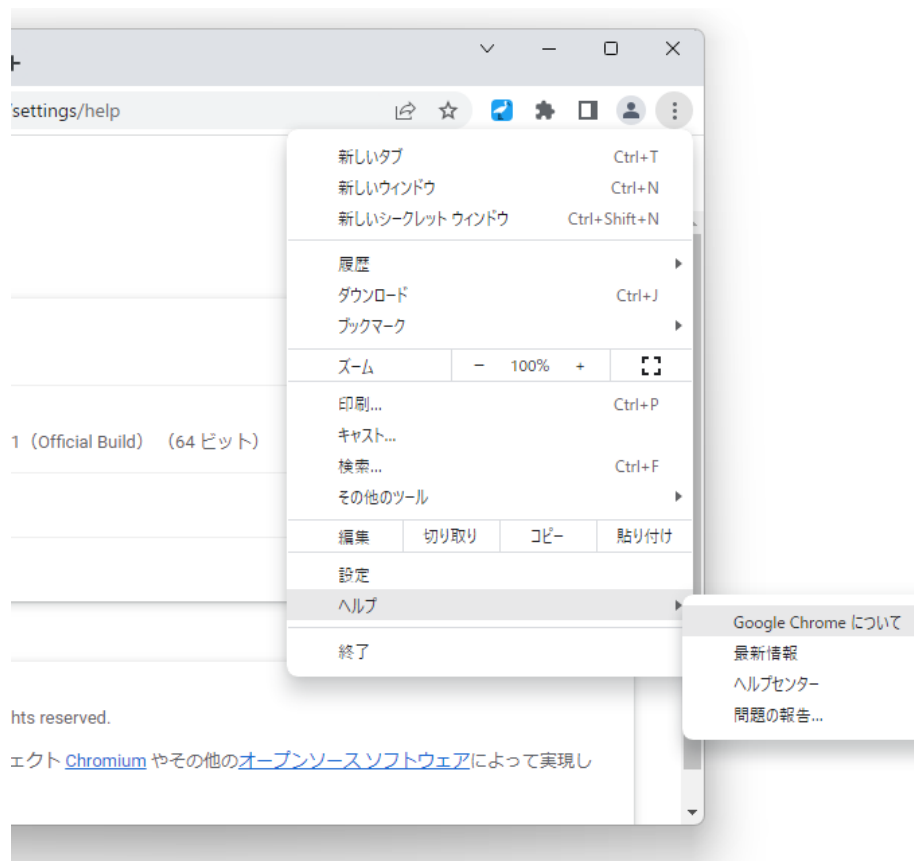 settings/help
新しいタブ Ctrl+T
新しいウィンドウ Ctrl+N
新しいシークレット ウィンドウ Ctrl+Shift+N
履歴
ダウンロード Ctrl+J
ブックマーク
ズーム − 100% +
印刷... Ctrl+P
キャスト...
検索... Ctrl+F
その他のツール
編集 切り取り コピー 貼り付け
設定
ヘルプ
終了
Google Chrome について
最新情報
ヘルプセンター
問題の報告...
1（Official Build）（64 ビット）
hts reserved.
ェクト Chromium やその他のオープンソース ソフトウェアによって実現し